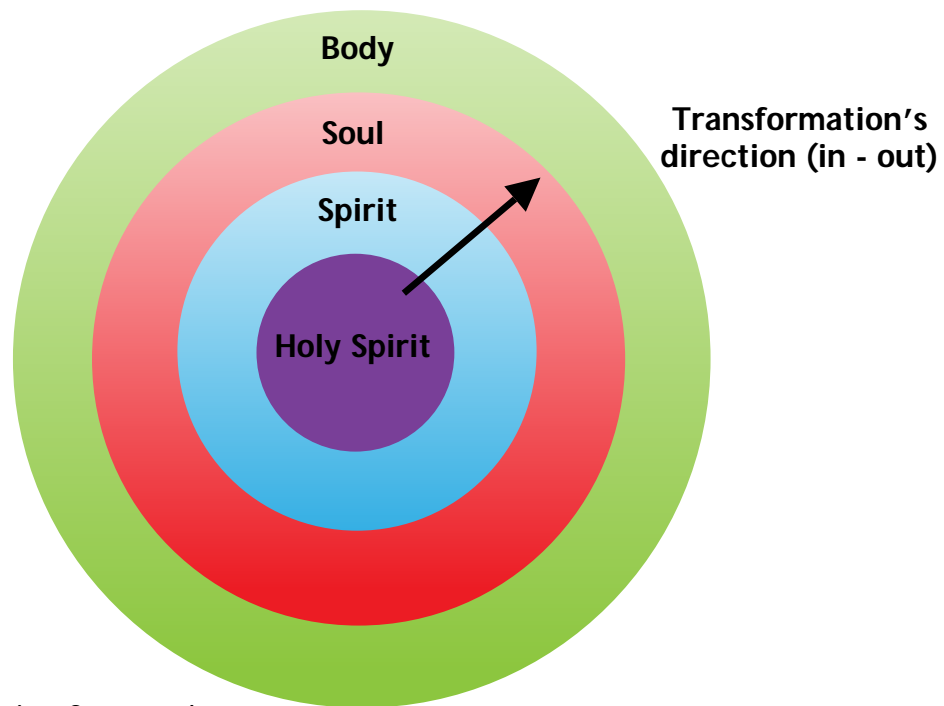 Body
Soul
Transformation's
direction (in - out)
Spirit
Holy Spirit